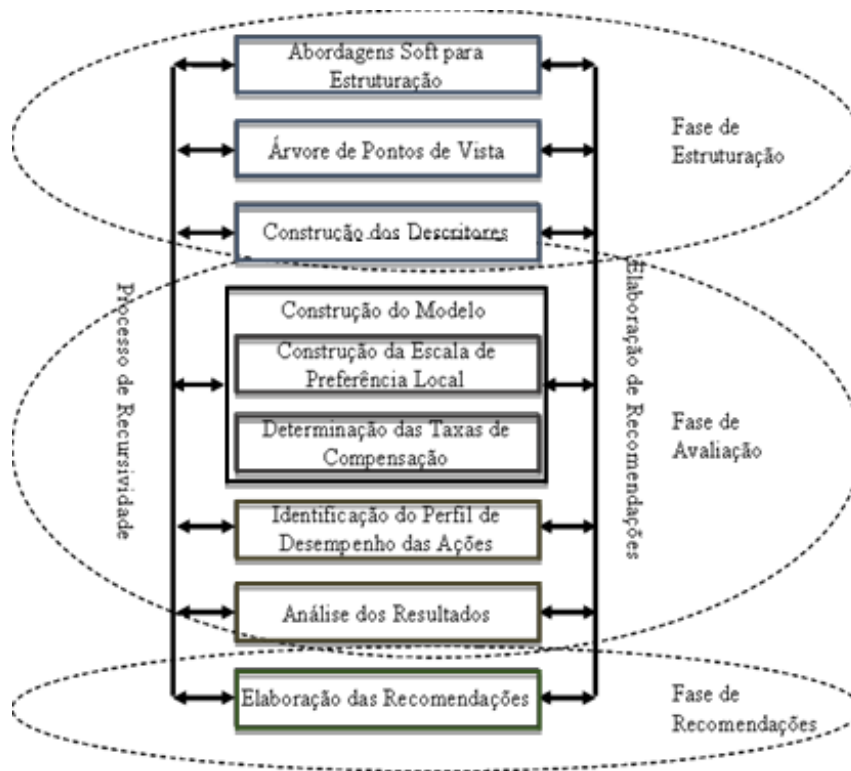 Abordagens Soft para
Estruturação
Árvore de Pontos de Vista
Fase de
Estruturação
Construção dos Descritores
Processo de Recursividade
Elaboração de Recomendações
Construção do Modelo
Construção da Escala de
Preferência Local
Determinação das Taxas de
Compensação
Fase de
Avaliação
Identificação do Perfil de
Desempenho das Ações
Análise dos Resultados
Elaboração das Recomendações
Fase de
Recomendações